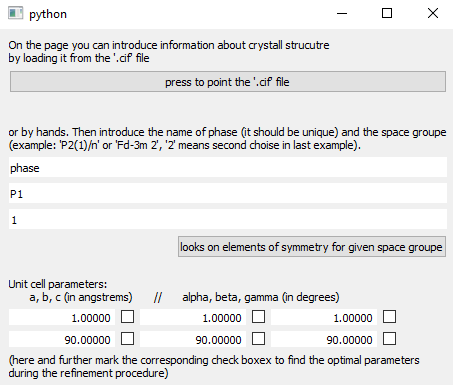 python
On the page you can introduce information about crystall strucutre
by loading it from the '.cif' file
press to point the '.cif' file
or by hands. Then introduce the name of phase (it should be unique) and the space groupe
(example: 'P2(1)/n' or 'Fd-3m 2', '2' means second choise in last example).
phase
P1
1
looks on elements of symmetry for given space groupe
Unit cell parameters:
a, b, c (in angstrems) // alpha, beta, gamma (in degrees)
1.00000 1.00000 1.00000
90.00000 90.00000 90.00000
(here and further mark the corresponding check boxex to find the optimal parameters
during the refinement procedure)